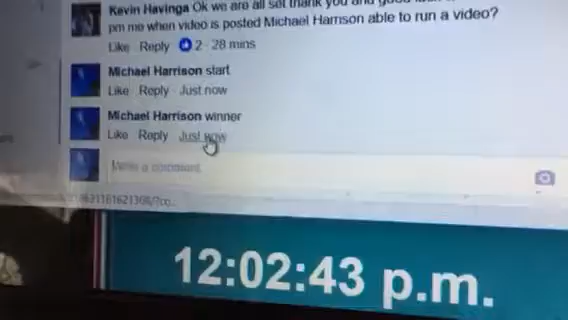 Kevin Havinga Ok we are all set thank you and good
pm me when video is posted Michael Harrison able to run a video?
Like Reply 2 28 mins
Michael Harrison start
Like Reply Just now
Michael Harrison winner
Like Reply Just now
Write a comment
12:02:43 p.m.